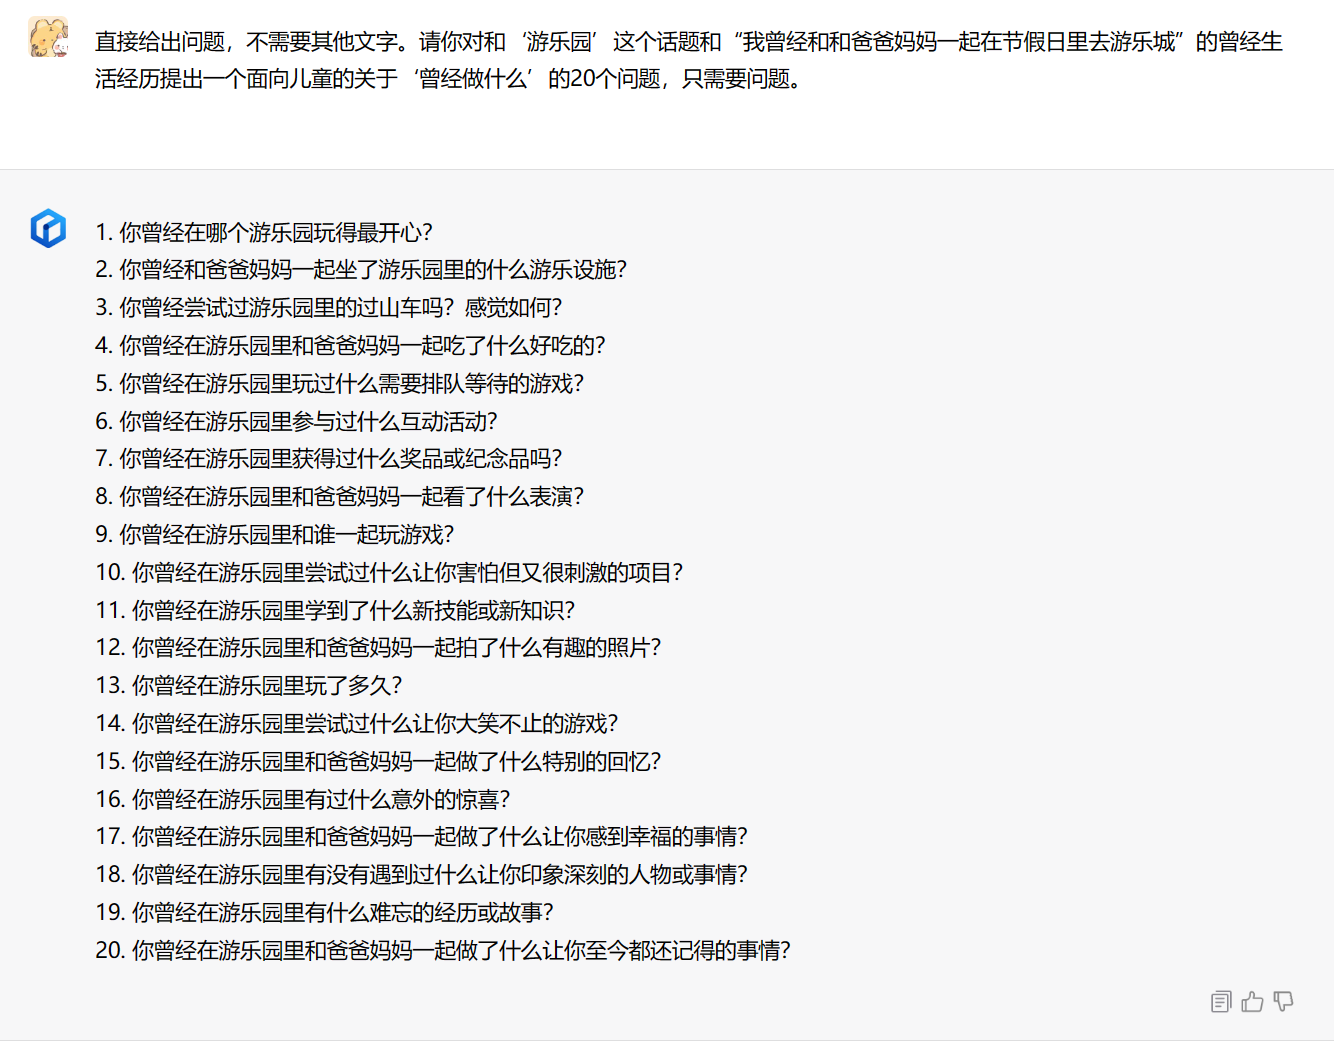 直接给出问题，不需要其他文字。请你对和‘游乐园’这个话题和“我曾经和和爸爸妈妈一起在节假日里去游乐城”的曾经生
活经历提出一个面向儿童的关于‘曾经做什么’的20个问题，只需要问题。
1. 你曾经在哪个游乐园玩得最开心？
2. 你曾经和爸爸妈妈一起坐了游乐园里的什么游乐设施？
3. 你曾经尝试过游乐园里的过山车吗？感觉如何？
4. 你曾经在游乐园里和爸爸妈妈一起吃了什么好吃的？
5. 你曾经在游乐园里玩过什么需要排队等待的游戏？
6. 你曾经在游乐园里参与过什么互动活动？
7. 你曾经在游乐园里获得过什么奖品或纪念品吗？
8. 你曾经在游乐园里和爸爸妈妈一起看了什么表演？
9. 你曾经在游乐园里和谁一起玩游戏？
10. 你曾经在游乐园里尝试过什么让你害怕但又很刺激的项目？
11. 你曾经在游乐园里学到了什么新技能或新知识？
12. 你曾经在游乐园里和爸爸妈妈一起拍了什么有趣的照片？
13. 你曾经在游乐园里玩了多久？
14. 你曾经在游乐园里尝试过什么让你大笑不止的游戏？
15. 你曾经在游乐园里和爸爸妈妈一起做了什么特别的回忆？
16. 你曾经在游乐园里有过什么意外的惊喜？
17. 你曾经在游乐园里和爸爸妈妈一起做了什么让你感到幸福的事情？
18. 你曾经在游乐园里有没有遇到过什么让你印象深刻的人物或事情？
19. 你曾经在游乐园里有什么难忘的经历或故事？
20. 你曾经在游乐园里和爸爸妈妈一起做了什么让你至今都还记得的事情？